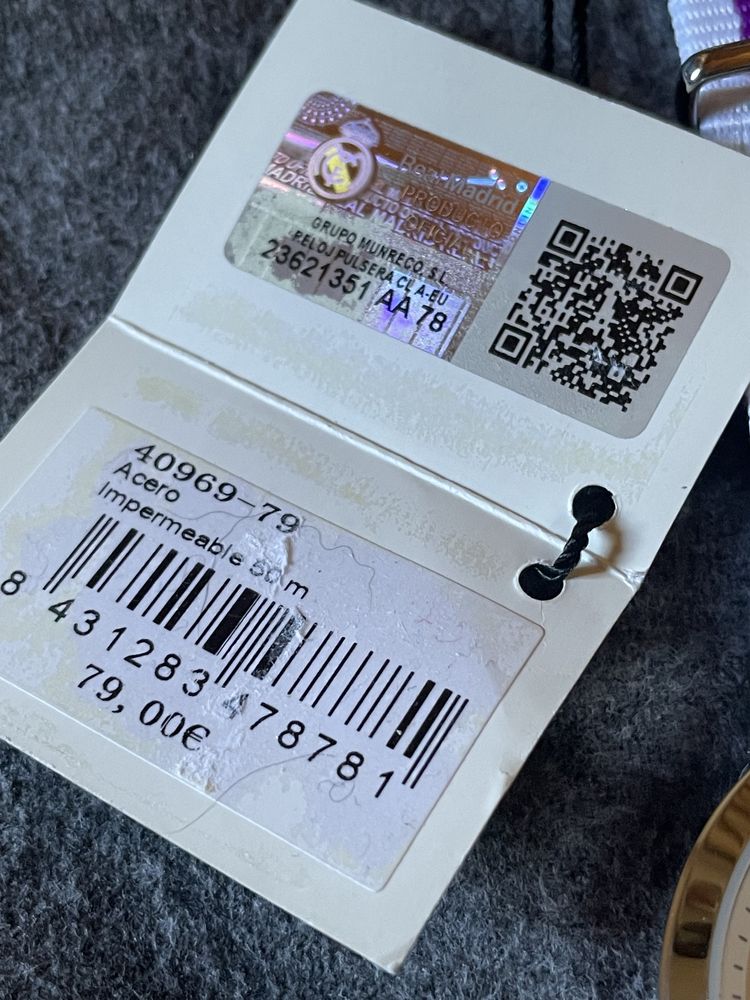 Real Madrid
PRODUCTO
OFICIAL
GRUPO MUNRECO, S.L.
RELOJ PULSERA CL A-EU
23621351 AA 78
40969-79
Acero
Impermeable 50 m
8 431283 478781
79,00€